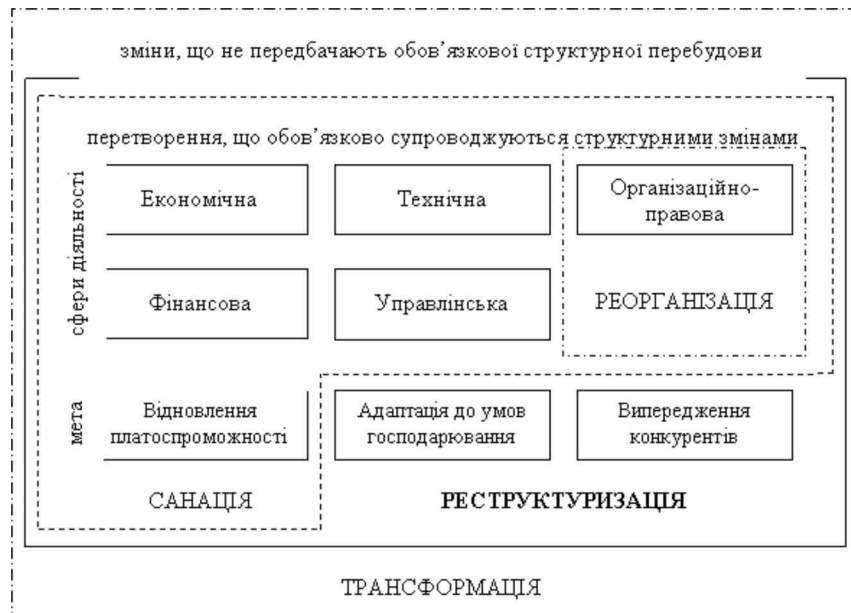 зміни, що не передбачають обов’язкової структурної перебудови
перетворення, що обов’язково супроводжуються структурними змінами
сфери діяльності
Економічна
Технічна
Організаційно-
правова
Фінансова
Управлінська
РЕОРГАНІЗАЦІЯ
мета
Відновлення
платоспроможності
Адаптація до умов
господарювання
Випередження
конкурентів
САНАЦІЯ
РЕСТРУКТУРИЗАЦІЯ
ТРАНСФОРМАЦІЯ